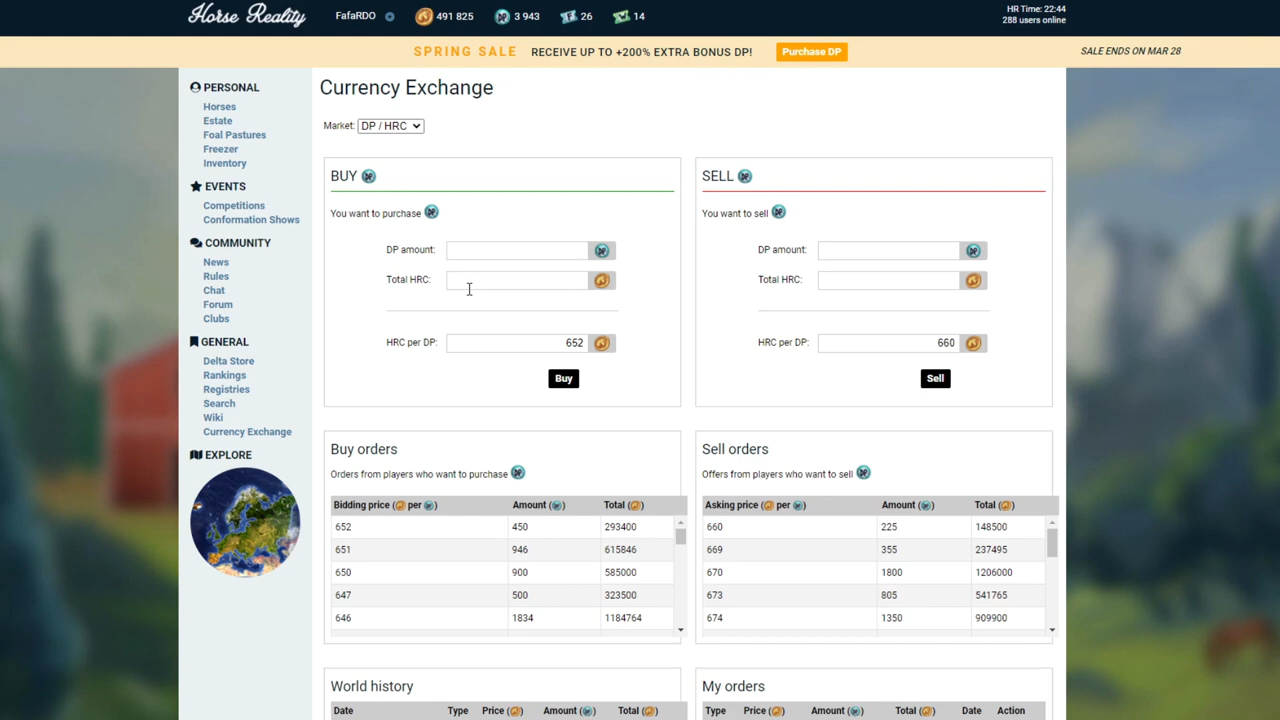 Horse Reality
FafaRDO 491 825 3 943 26 14
HR Time: 22:44
288 users online
SPRING SALE RECEIVE UP TO +200% EXTRA BONUS DP! Purchase DP SALE ENDS ON MAR 28
PERSONAL
Horses
Estate
Foal Pastures
Freezer
Inventory
EVENTS
Competitions
Conformation Shows
COMMUNITY
News
Rules
Chat
Forum
Clubs
GENERAL
Delta Store
Rankings
Registries
Search
Wiki
Currency Exchange
EXPLORE
Currency Exchange
Market: DP / HRC
BUY
You want to purchase
DP amount:
Total HRC:
HRC per DP: 652
Buy
SELL
You want to sell
DP amount:
Total HRC:
HRC per DP: 660
Sell
Buy orders
Orders from players who want to purchase
Bidding price ( per ) Amount ( ) Total ( )
652 450 293400
651 946 615846
650 900 585000
647 500 323500
646 1834 1184764
Sell orders
Offers from players who want to sell
Asking price ( per ) Amount ( ) Total ( )
660 225 148500
669 355 237495
670 1800 1206000
673 805 541765
674 1350 909900
World history
Date Type Price ( ) Amount ( ) Total ( )
My orders
Type Price ( ) Amount ( ) Total ( ) Date Action